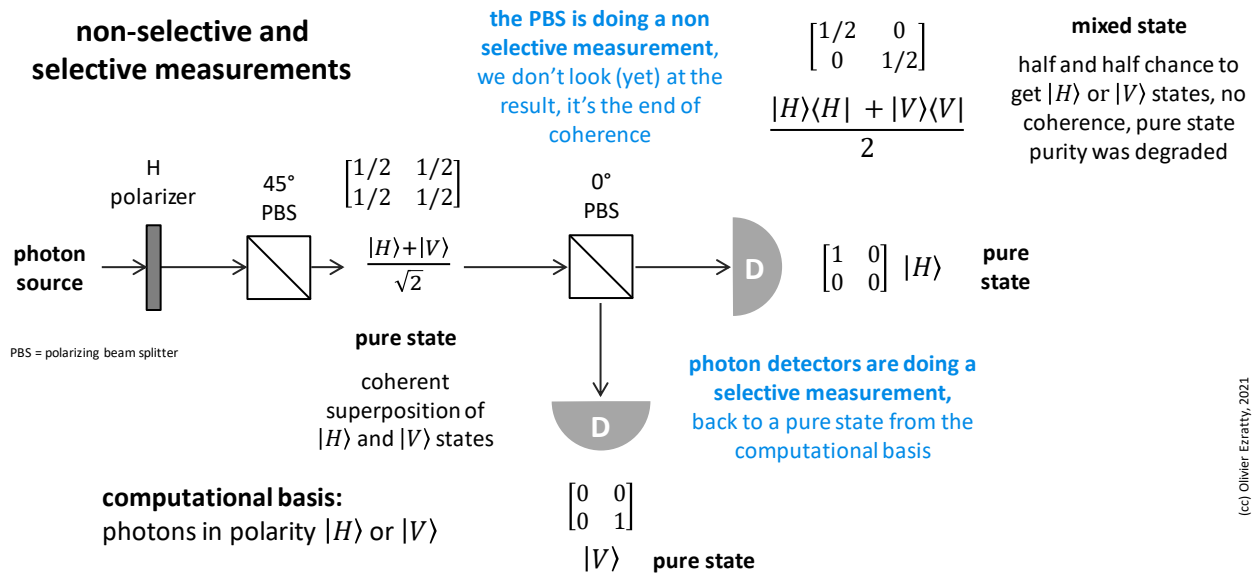 non-selective and
selective measurements
the PBS is doing a non
selective measurement,
we don't look (yet) at the
result, it's the end of
coherence
[1/2 0
0 1/2]
|H⟩⟨H| + |V⟩⟨V|
2
mixed state
half and half chance to
get |H⟩ or |V⟩ states, no
coherence, pure state
purity was degraded
H
polarizer
45°
PBS
[1/2 1/2
1/2 1/2]
0°
PBS
photon
source
|H⟩+|V⟩
√2
D
[1 0
0 0] |H⟩
pure
state
PBS = polarizing beam splitter
pure state
coherent
superposition of
|H⟩ and |V⟩ states
photon detectors are doing a
selective measurement,
back to a pure state from the
computational basis
D
computational basis:
photons in polarity |H⟩ or |V⟩
[0 0
0 1]
|V⟩ pure state
(cc) Olivier Ezratty, 2021